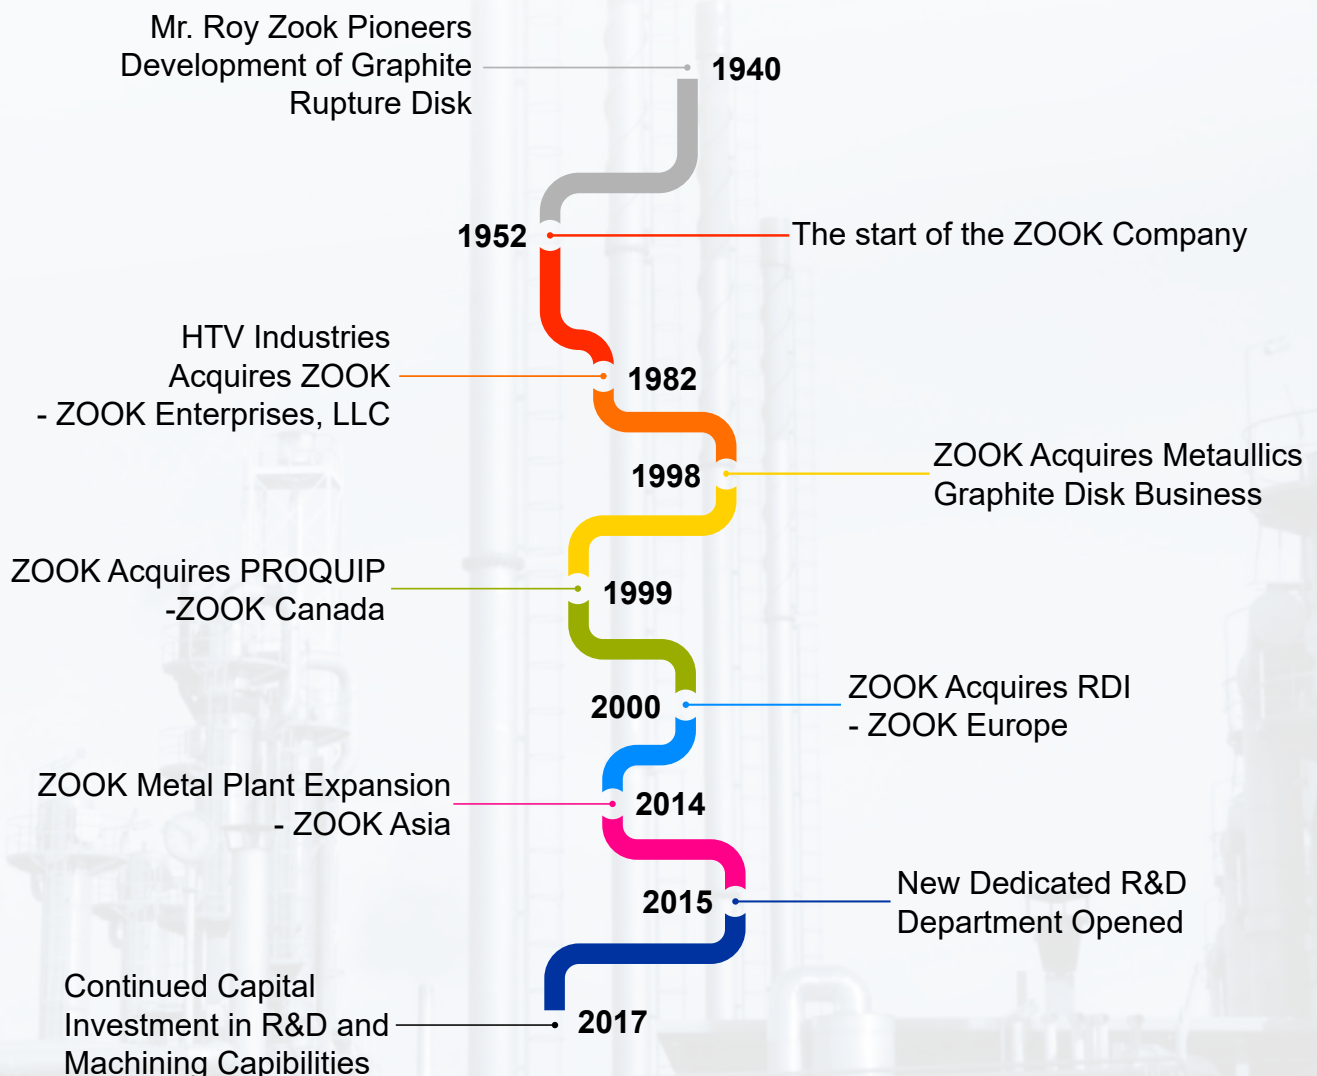 Mr. Roy Zook Pioneers
Development of Graphite
Rupture Disk
1940
1952
The start of the ZOOK Company
HTV Industries
Acquires ZOOK
- ZOOK Enterprises, LLC
1982
1998
ZOOK Acquires Metaullics
Graphite Disk Business
ZOOK Acquires PROQUIP
-ZOOK Canada
1999
2000
ZOOK Acquires RDI
- ZOOK Europe
ZOOK Metal Plant Expansion
- ZOOK Asia
2014
2015
New Dedicated R&D
Department Opened
Continued Capital
Investment in R&D and
Machining Capibilities
2017